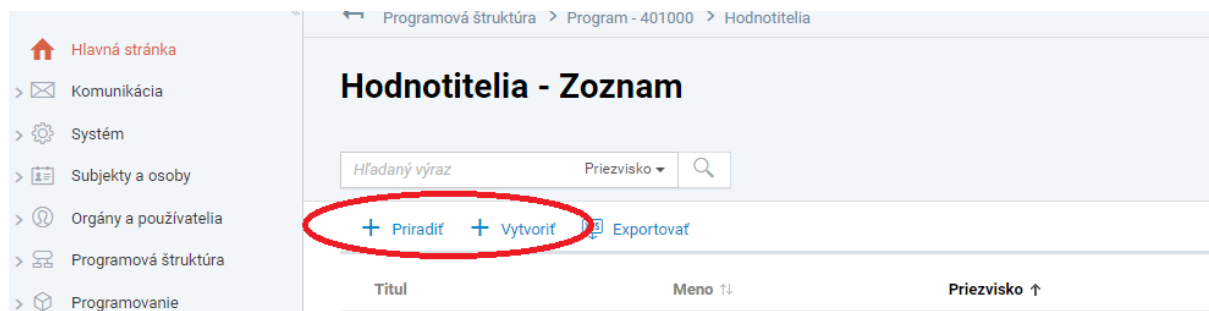 Programová štruktúra > Program - 401000 > Hodnotitelia
Hlavná stránka
Komunikácia
Systém
Subjekty a osoby
Orgány a používatelia
Programová štruktúra
Programovanie
Hodnotitelia - Zoznam
Hľadaný výraz Priezvisko
+ Priradiť + Vytvoriť Exportovať
Titul Meno Priezvisko